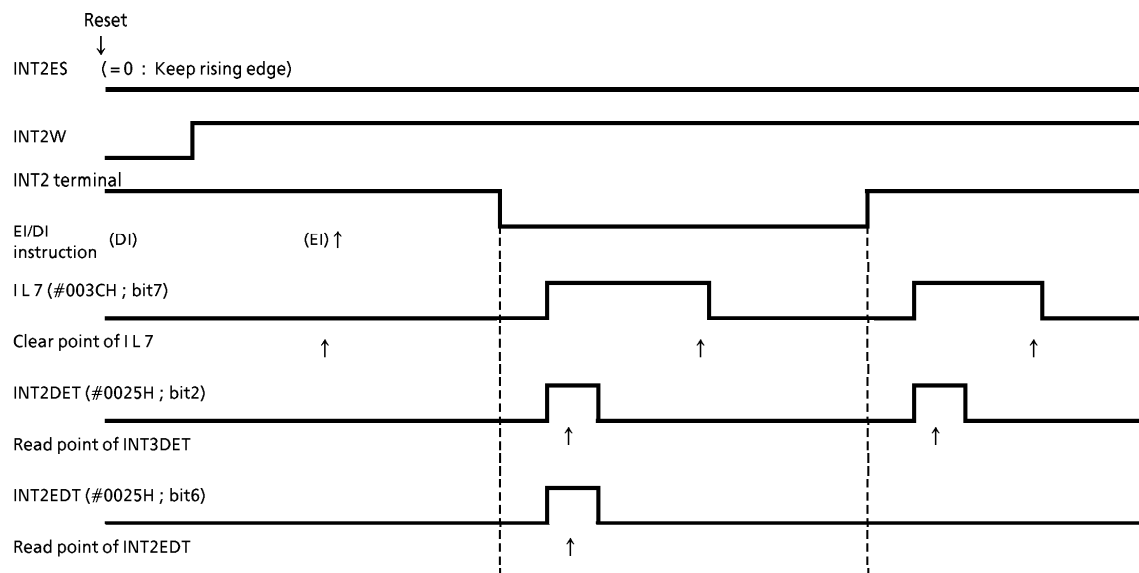 Reset
↓
INT2ES (=0 : Keep rising edge)
INT2W
INT2 terminal
EI/DI
instruction (DI) (EI) ↑
I L 7 (#003CH ; bit7)
Clear point of I L 7 ↑ ↑ ↑
INT2DET (#0025H ; bit2)
Read point of INT3DET ↑ ↑
INT2EDT (#0025H ; bit6)
Read point of INT2EDT ↑